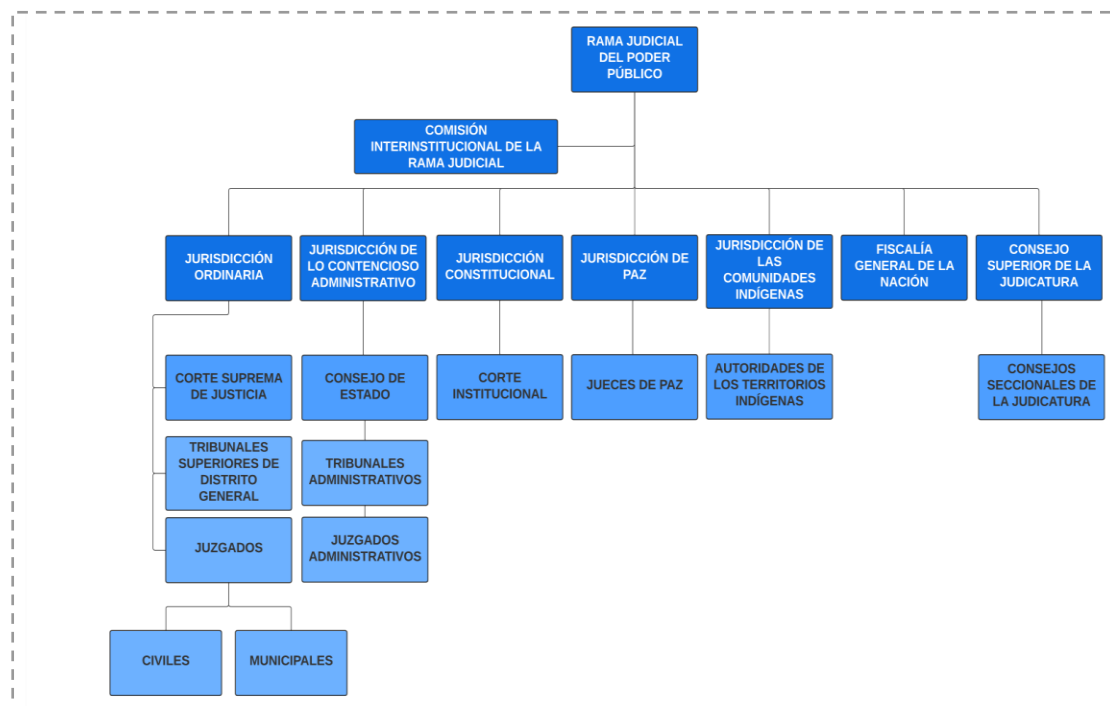 RAMA JUDICIAL
DEL PODER
PÚBLICO
COMISIÓN
INTERINSTITUCIONAL DE LA
RAMA JUDICIAL
JURISDICCIÓN
ORDINARIA
JURISDICCIÓN DE
LO CONTENCIOSO
ADMINISTRATIVO
JURISDICCIÓN
CONSTITUCIONAL
JURISDICCIÓN DE
PAZ
JURISDICCIÓN DE
LAS
COMUNIDADES
INDÍGENAS
FISCALÍA
GENERAL DE LA
NACIÓN
CONSEJO
SUPERIOR DE LA
JUDICATURA
CORTE SUPREMA
DE JUSTICIA
CONSEJO DE
ESTADO
CORTE
INSTITUCIONAL
JUECES DE PAZ
AUTORIDADES DE
LOS TERRITORIOS
INDÍGENAS
CONSEJOS
SECCIONALES DE
LA JUDICATURA
TRIBUNALES
SUPERIORES DE
DISTRITO
GENERAL
TRIBUNALES
ADMINISTRATIVOS
JUZGADOS
JUZGADOS
ADMINISTRATIVOS
CIVILES
MUNICIPALES